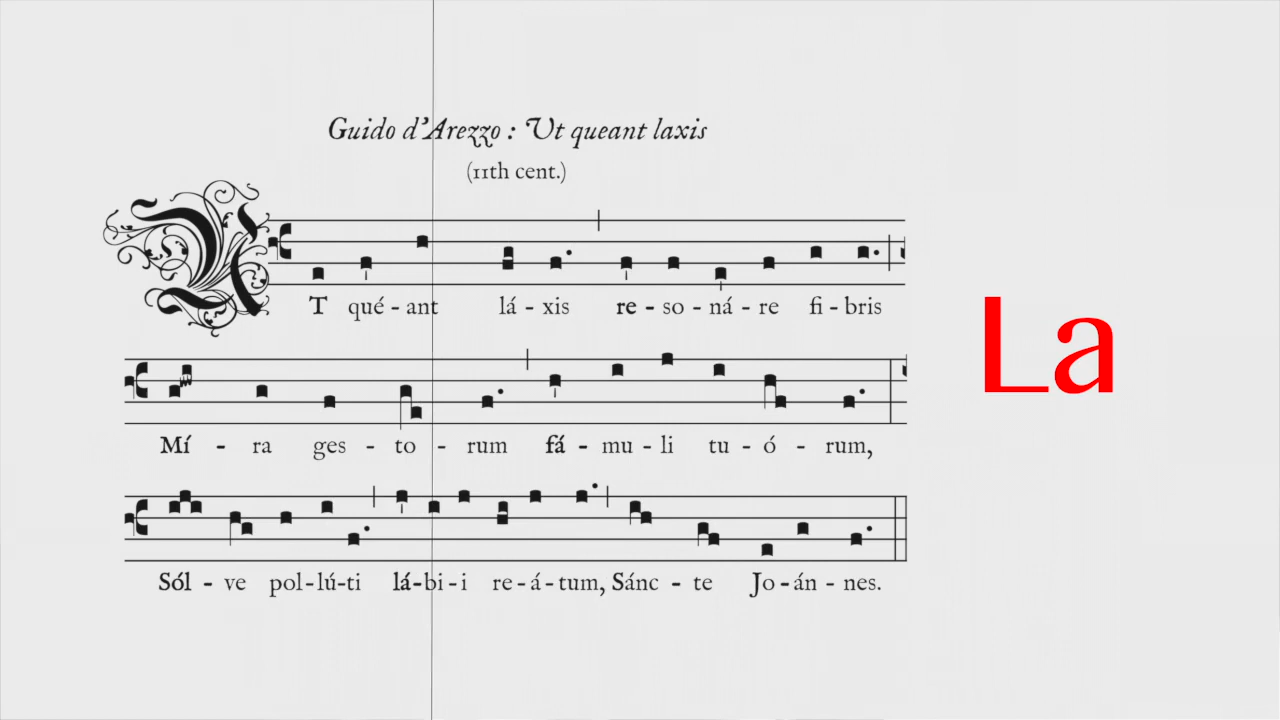 Guido d'Arezzo : Ut queant laxis
(11th cent.)
UT qué - ant lá - xis re - so - ná - re fi - bris
La
Mí - ra ges - to - rum fá - mu - li tu - ó - rum,
Sól - ve pol - lú - ti lá - bi - i re - á - tum, Sánc - te Jo - án - nes.